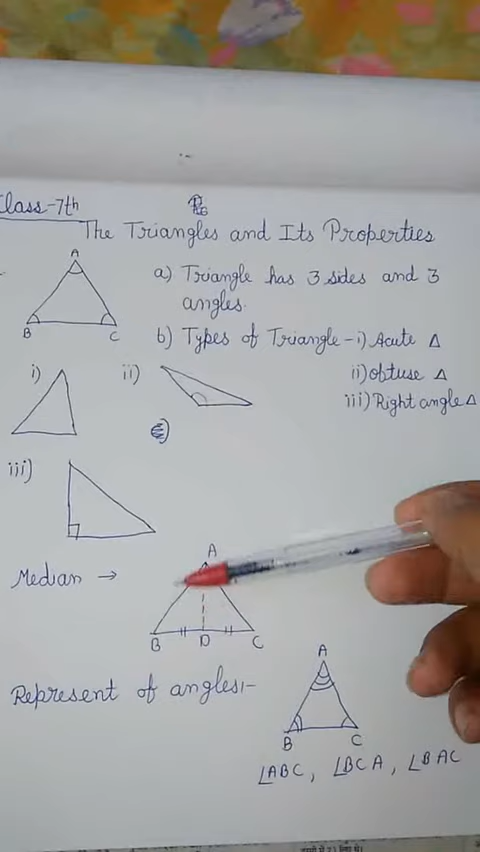 Class-7th
The Triangles and Its Properties
A
B C
a) Triangle has 3 sides and 3
angles.
b) Types of Triangle - i) Acute Δ
ii) obtuse Δ
iii) Right angle Δ
i)
ii)
iii)
Median →
A
B D C
Represent of angles:-
A
B C
∠ABC, ∠BCA, ∠BAC